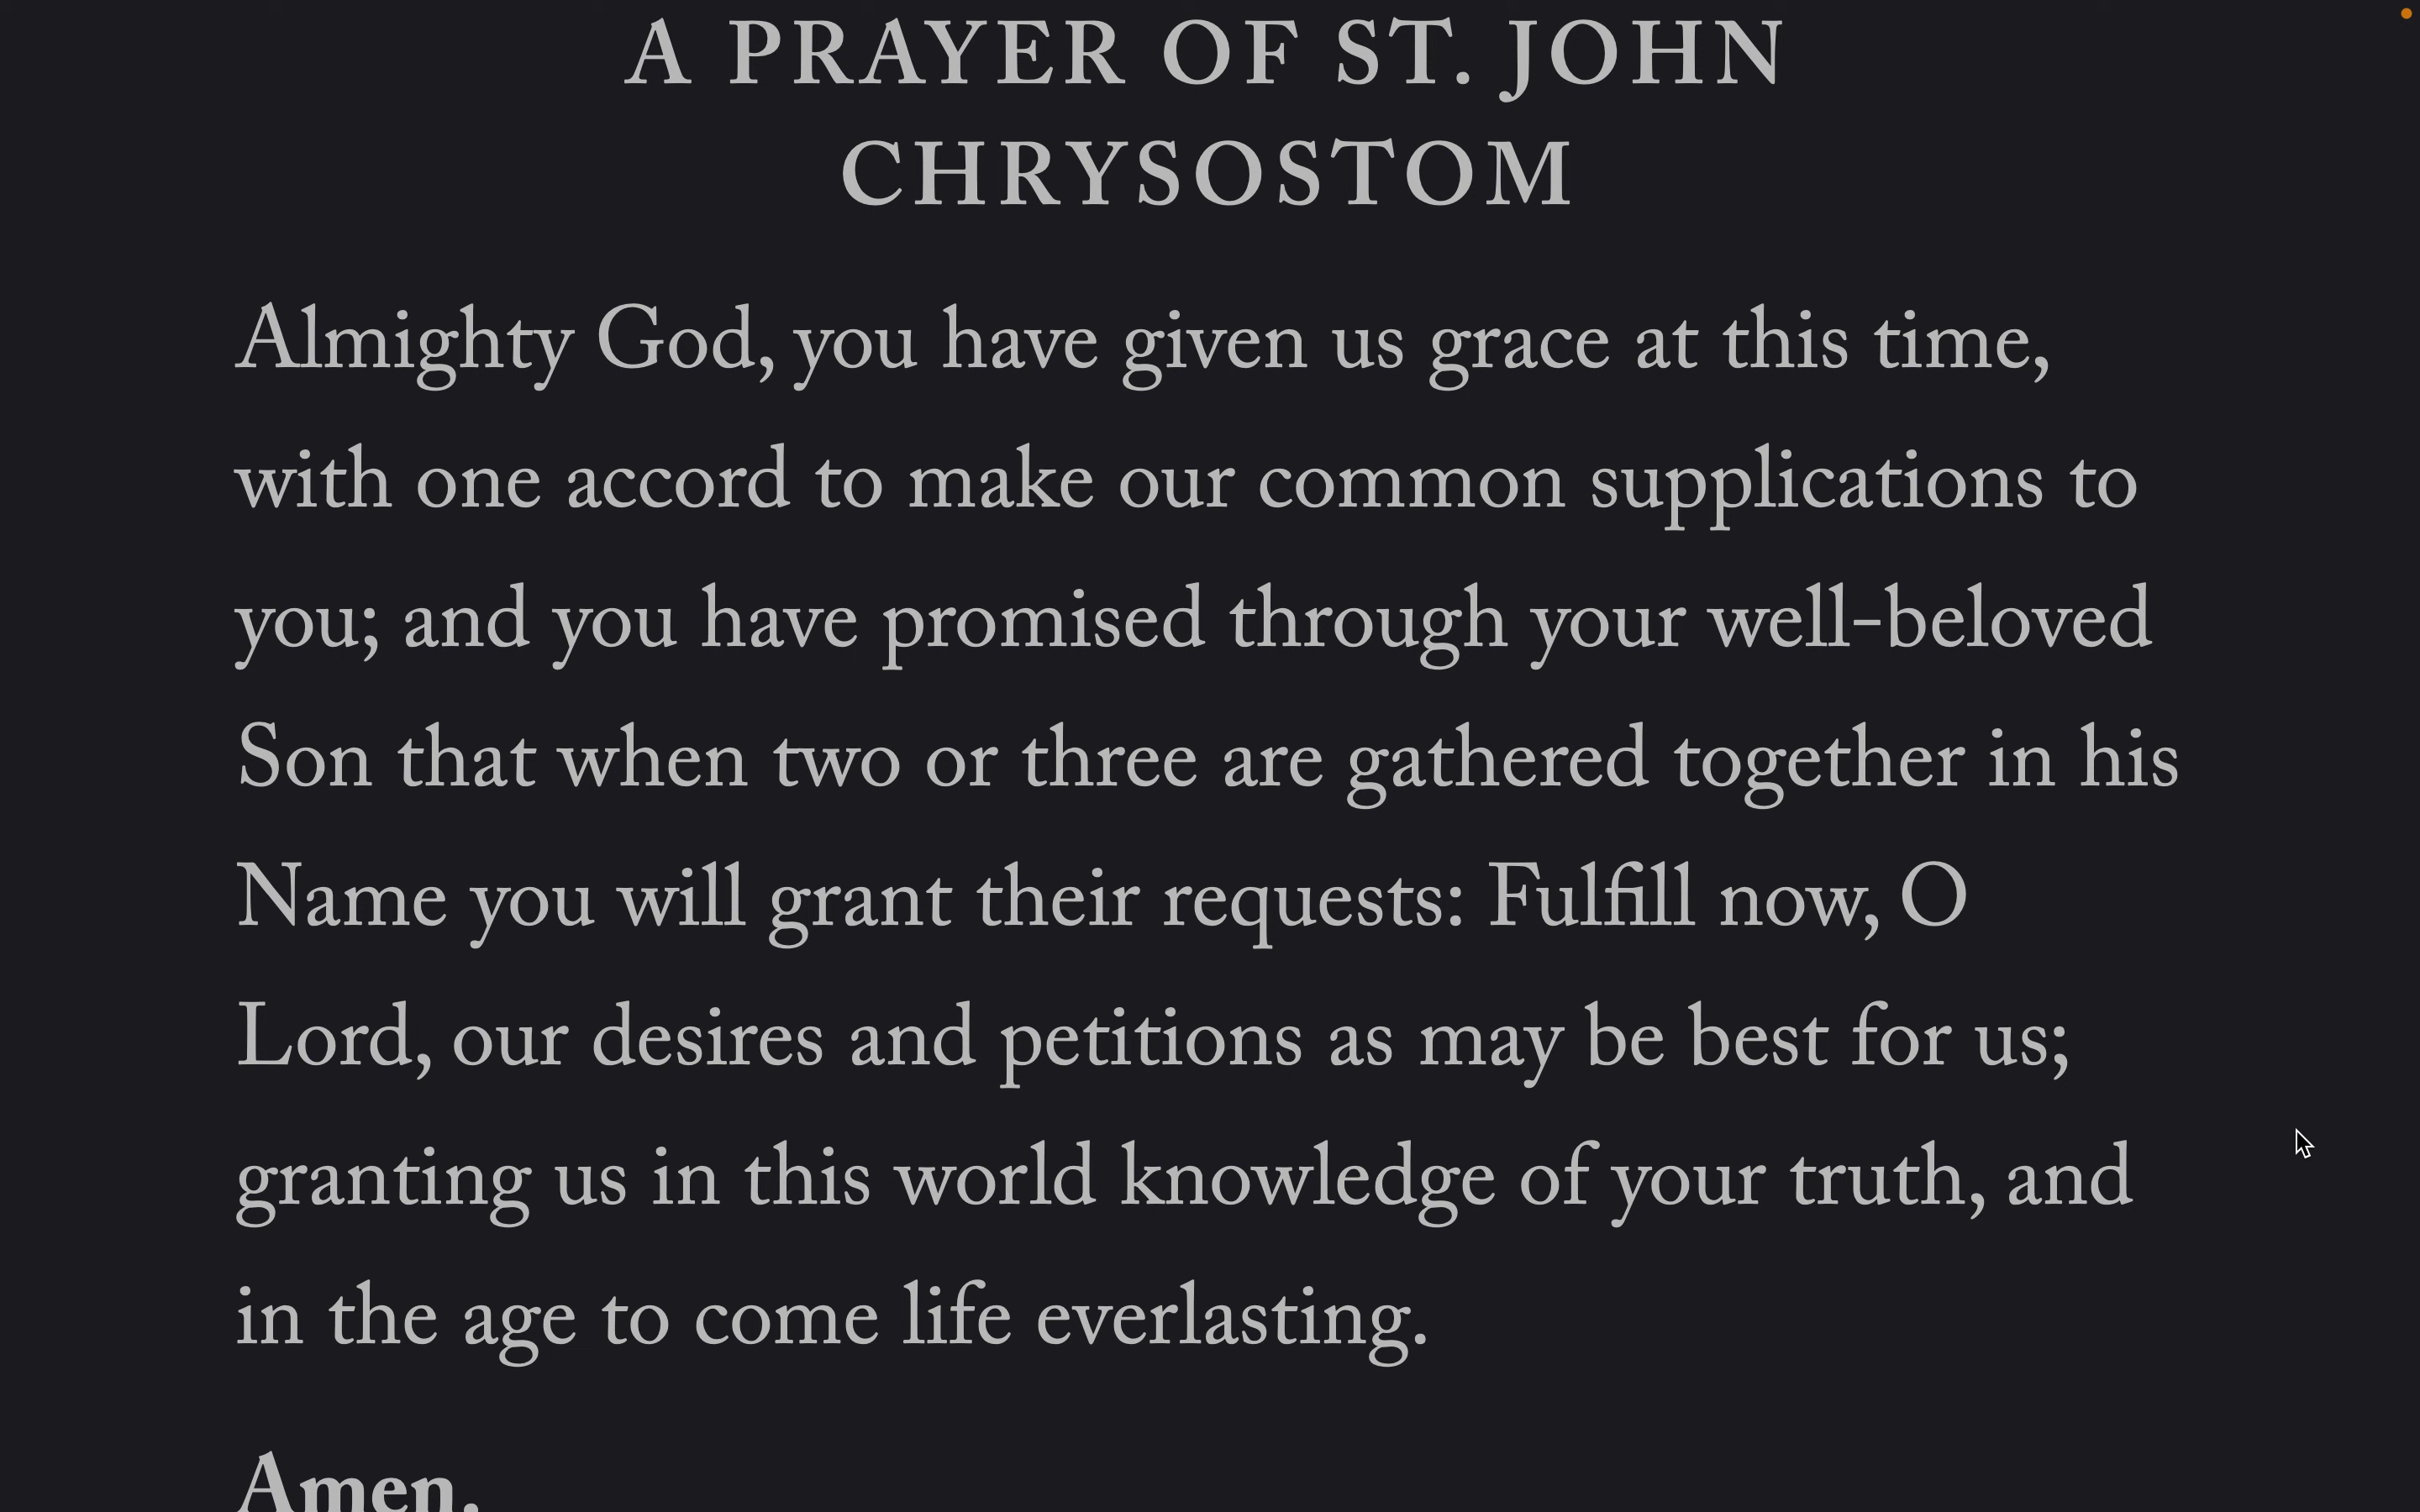 A PRAYER OF ST. JOHN
CHRYSOSTOM
Almighty God, you have given us grace at this time,
with one accord to make our common supplications to
you; and you have promised through your well-beloved
Son that when two or three are gathered together in his
Name you will grant their requests: Fulfill now, O
Lord, our desires and petitions as may be best for us;
granting us in this world knowledge of your truth, and
in the age to come life everlasting.
Amen.